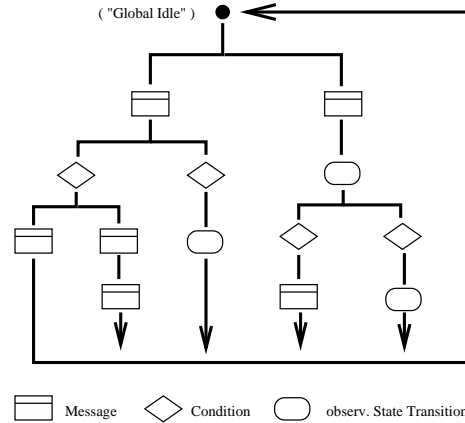 ( "Global Idle" )
Message
Condition
observ. State Transition